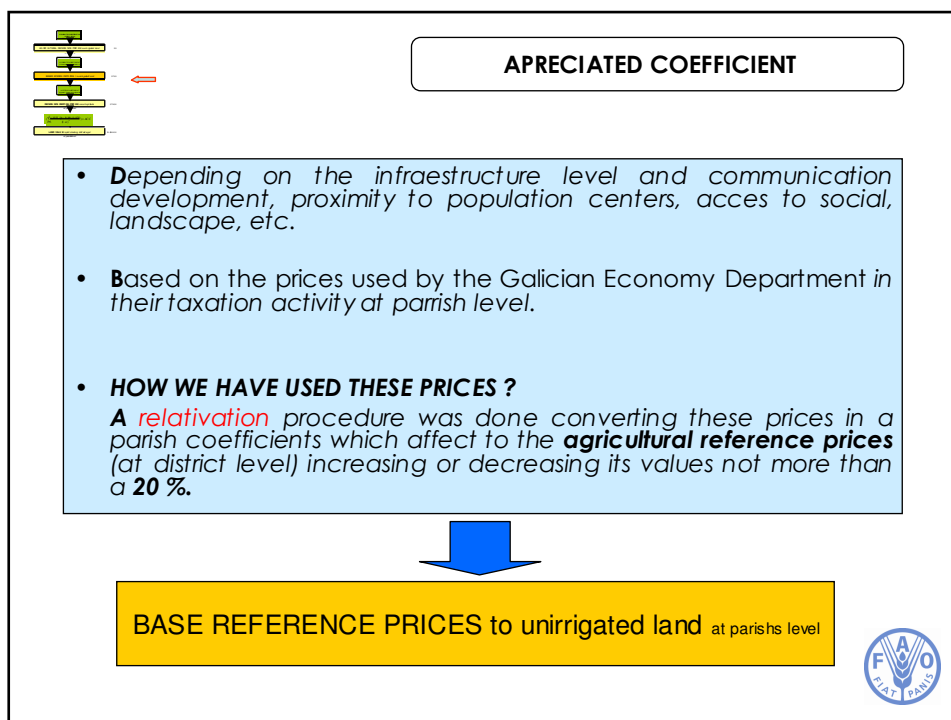 APRECIATED COEFFICIENT
• Depending on the infraestructure level and communication
development, proximity to population centers, acces to social,
landscape, etc.
• Based on the prices used by the Galician Economy Department in
their taxation activity at parrish level.
• HOW WE HAVE USED THESE PRICES ?
A relativation procedure was done converting these prices in a
parish coefficients which affect to the agricultural reference prices
(at district level) increasing or decreasing its values not more than
a 20 %.
BASE REFERENCE PRICES to unirrigated land at parishs level
F A O
FIAT PANIS